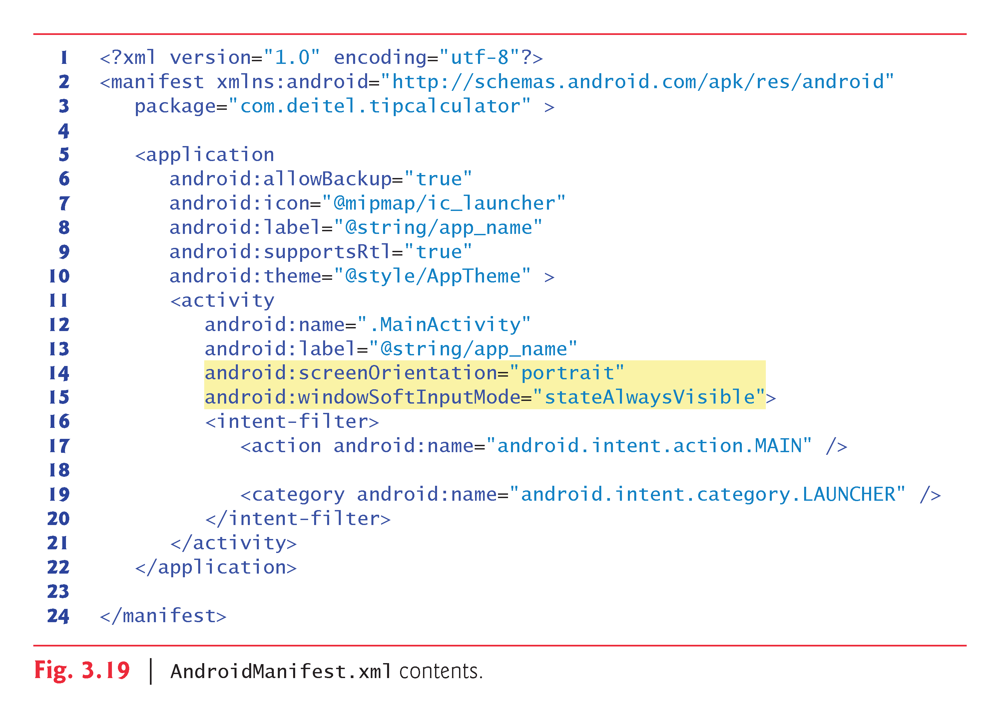 1 <?xml version="1.0" encoding="utf-8"?>
2 <manifest xmlns:android="http://schemas.android.com/apk/res/android"
3 package="com.deitel.tipcalculator" >
4
5 <application
6 android:allowBackup="true"
7 android:icon="@mipmap/ic_launcher"
8 android:label="@string/app_name"
9 android:supportsRtl="true"
10 android:theme="@style/AppTheme" >
11 <activity
12 android:name=".MainActivity"
13 android:label="@string/app_name"
14 android:screenOrientation="portrait"
15 android:windowSoftInputMode="stateAlwaysVisible">
16 <intent-filter>
17 <action android:name="android.intent.action.MAIN" />
18
19 <category android:name="android.intent.category.LAUNCHER" />
20 </intent-filter>
21 </activity>
22 </application>
23
24 </manifest>
Fig. 3.19 | AndroidManifest.xml contents.